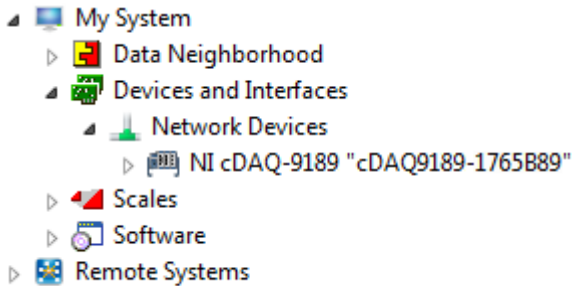 My System
Data Neighborhood
Devices and Interfaces
Network Devices
NI cDAQ-9189 "cDAQ9189-1765B89"
Scales
Software
Remote Systems